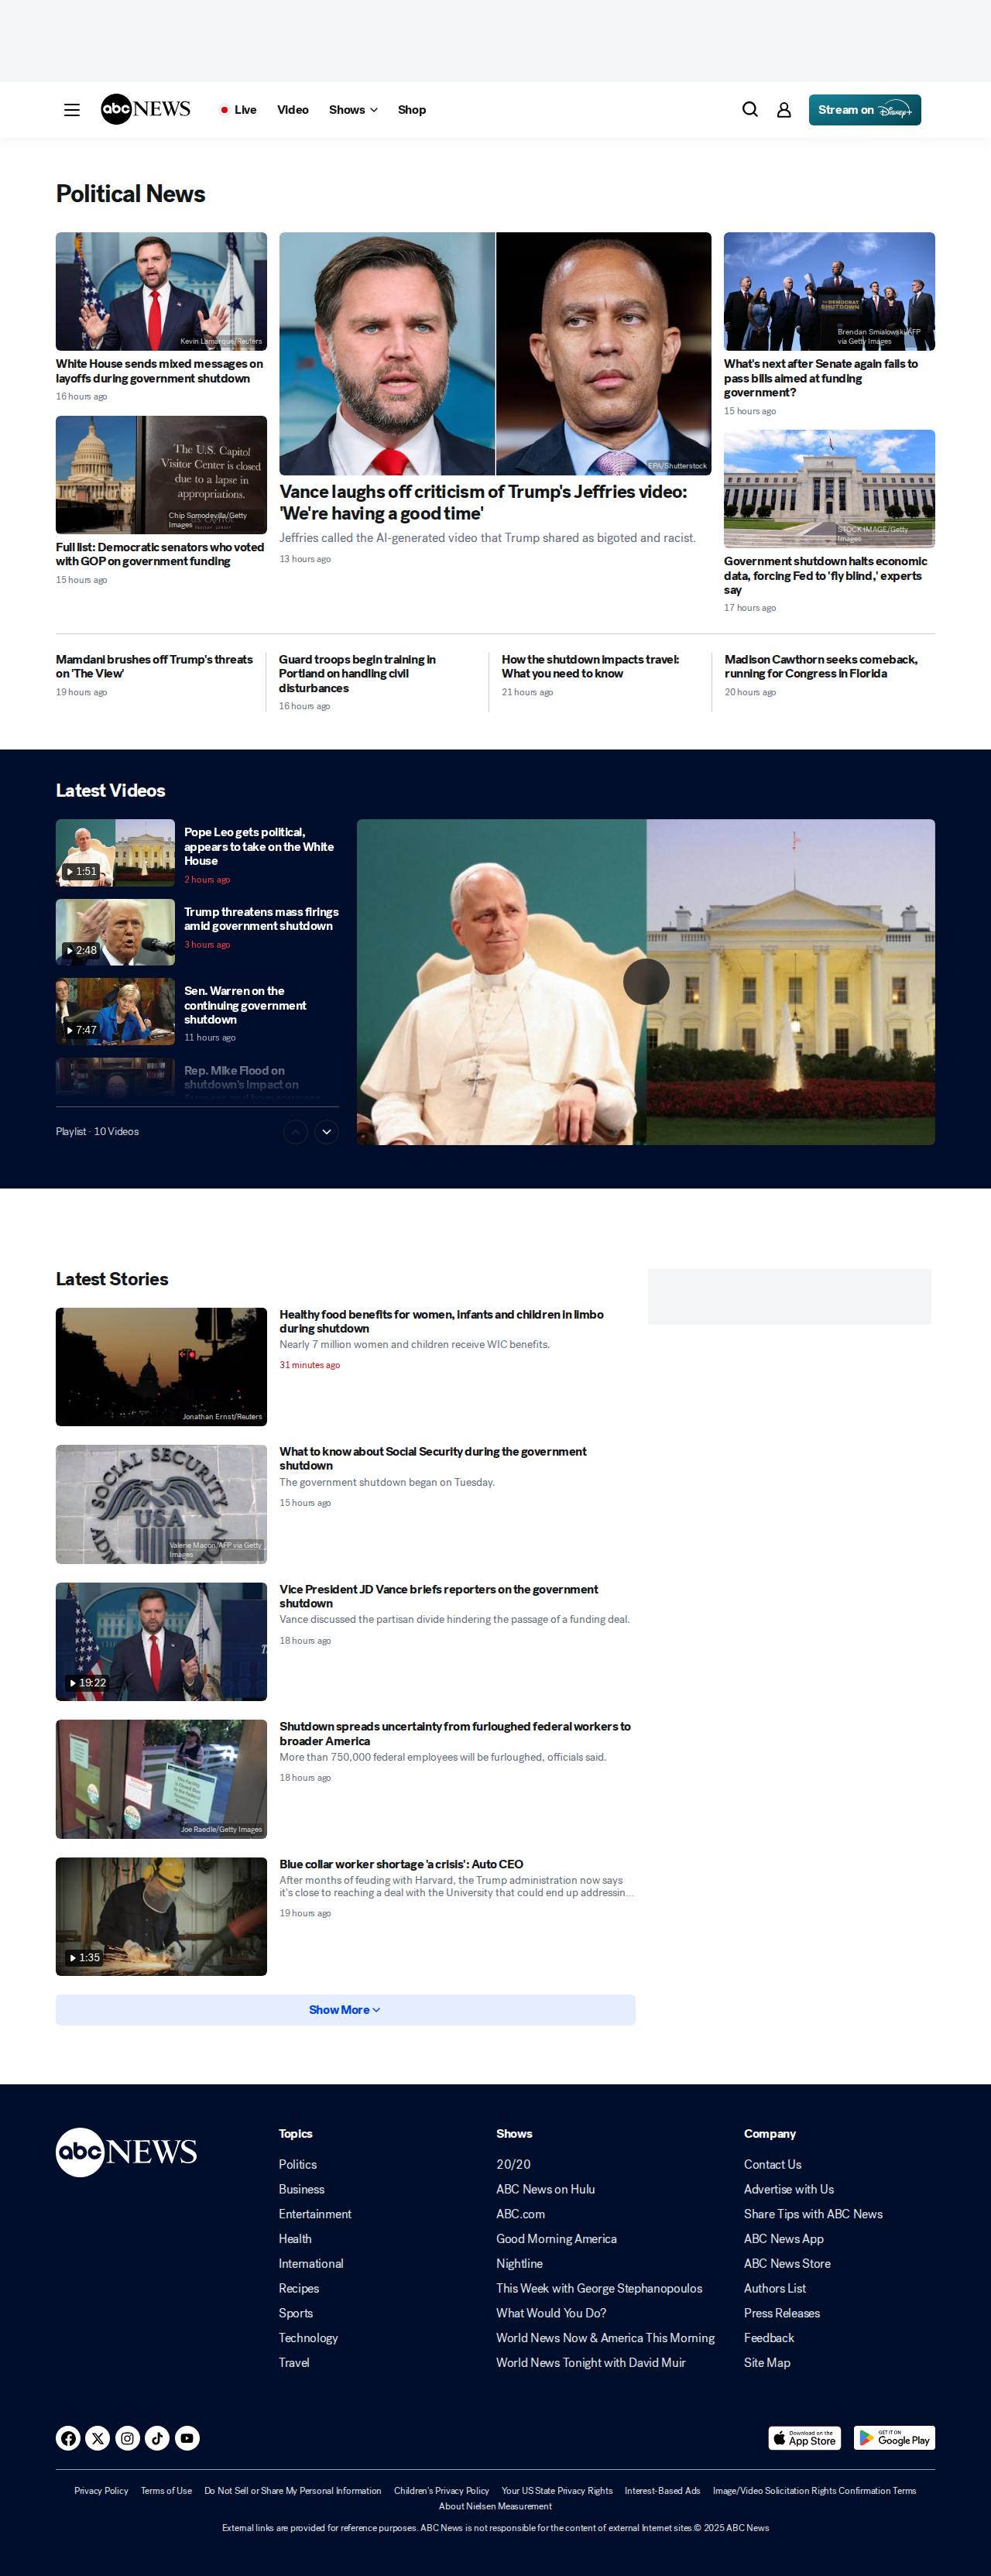 abc NEWS
Live
Video
Shows
Shop
Stream on Disney+
Political News
Kevin Lamarque/Reuters
White House sends mixed messages on
layoffs during government shutdown
16 hours ago
The U.S. Capitol
Visitor Center is closed
due to a lapse in
appropriations.
Chip Somodevilla/Getty
Images
Full list: Democratic senators who voted
with GOP on government funding
15 hours ago
EPA/Shutterstock
Vance laughs off criticism of Trump's Jeffries video:
'We're having a good time'
Jeffries called the AI-generated video that Trump shared as bigoted and racist.
13 hours ago
DEMOCRAT
SHUTDOWN
Brendan Smialowski/AFP
via Getty Images
What's next after Senate again fails to
pass bills aimed at funding
government?
15 hours ago
STOCK IMAGE/Getty
Images
Government shutdown halts economic
data, forcing Fed to 'fly blind,' experts
say
17 hours ago
Mamdani brushes off Trump's threats
on 'The View'
19 hours ago
Guard troops begin training in
Portland on handling civil
disturbances
16 hours ago
How the shutdown impacts travel:
What you need to know
21 hours ago
Madison Cawthorn seeks comeback,
running for Congress in Florida
20 hours ago
Latest Videos
1:51
Pope Leo gets political,
appears to take on the White
House
2 hours ago
2:48
Trump threatens mass firings
amid government shutdown
3 hours ago
7:47
Sen. Warren on the
continuing government
shutdown
11 hours ago
Rep. Mike Flood on
shutdown's impact on
Playlist · 10 Videos
Latest Stories
Jonathan Ernst/Reuters
Healthy food benefits for women, infants and children in limbo
during shutdown
Nearly 7 million women and children receive WIC benefits.
31 minutes ago
SOCIAL SECURITY
USA
Valerie Macon/AFP via Getty
Images
What to know about Social Security during the government
shutdown
The government shutdown began on Tuesday.
15 hours ago
19:22
Vice President JD Vance briefs reporters on the government
shutdown
Vance discussed the partisan divide hindering the passage of a funding deal.
18 hours ago
Joe Raedle/Getty Images
Shutdown spreads uncertainty from furloughed federal workers to
broader America
More than 750,000 federal employees will be furloughed, officials said.
18 hours ago
1:35
Blue collar worker shortage 'a crisis': Auto CEO
After months of feuding with Harvard, the Trump administration now says
it's close to reaching a deal with the University that could end up addressin...
19 hours ago
Show More
abc NEWS
Topics
Politics
Business
Entertainment
Health
International
Recipes
Sports
Technology
Travel
Shows
20/20
ABC News on Hulu
ABC.com
Good Morning America
Nightline
This Week with George Stephanopoulos
What Would You Do?
World News Now & America This Morning
World News Tonight with David Muir
Company
Contact Us
Advertise with Us
Share Tips with ABC News
ABC News App
ABC News Store
Authors List
Press Releases
Feedback
Site Map
Download on the
App Store
GET IT ON
Google Play
Privacy Policy
Terms of Use
Do Not Sell or Share My Personal Information
Children's Privacy Policy
Your US State Privacy Rights
Interest-Based Ads
Image/Video Solicitation Rights Confirmation Terms
About Nielsen Measurement
External links are provided for reference purposes. ABC News is not responsible for the content of external Internet sites.© 2025 ABC News